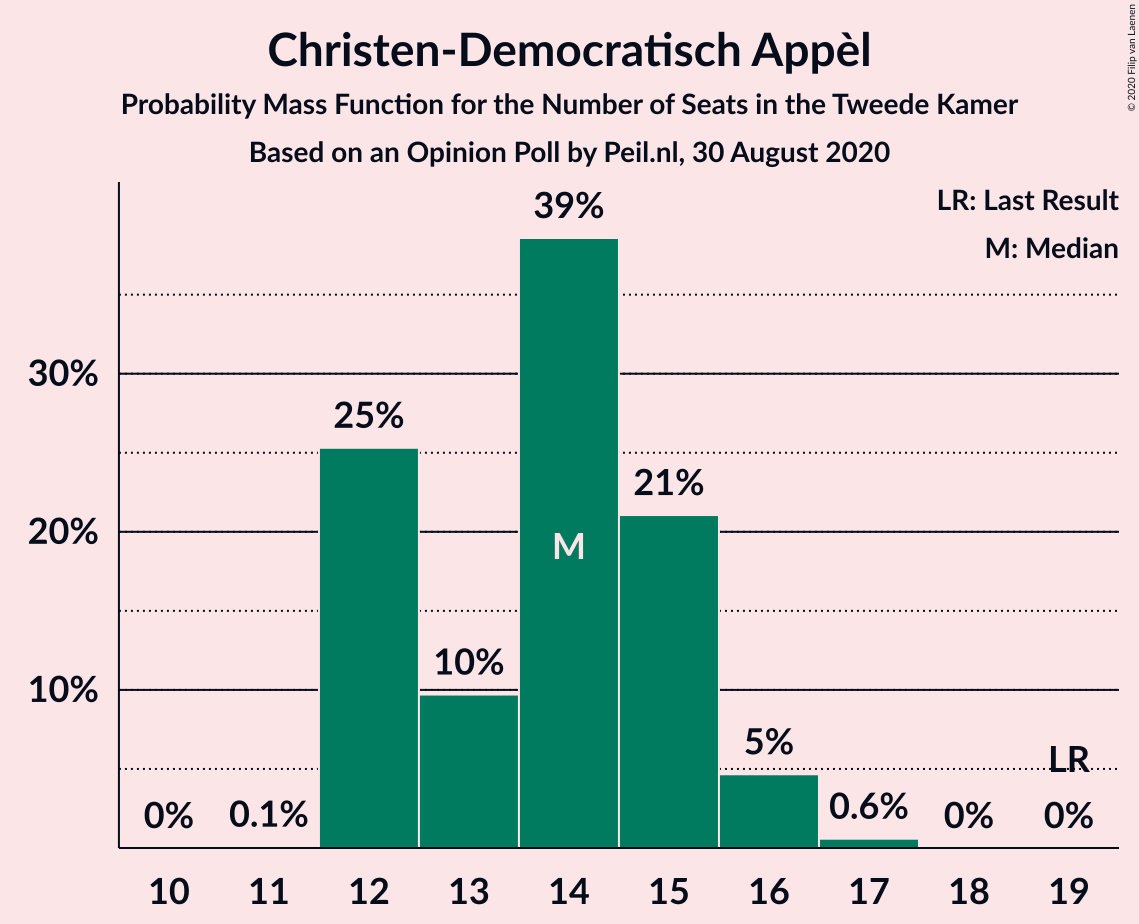 Christen-Democratisch Appèl
Probability Mass Function for the Number of Seats in the Tweede Kamer
Based on an Opinion Poll by Peil.nl, 30 August 2020
© 2020 Filip van Laenen
LR: Last Result
M: Median
39%
30%
25%
21%
20%
M
10%
10%
5%
LR
0%
0.1%
0.6%
0%
0%
10 11 12 13 14 15 16 17 18 19